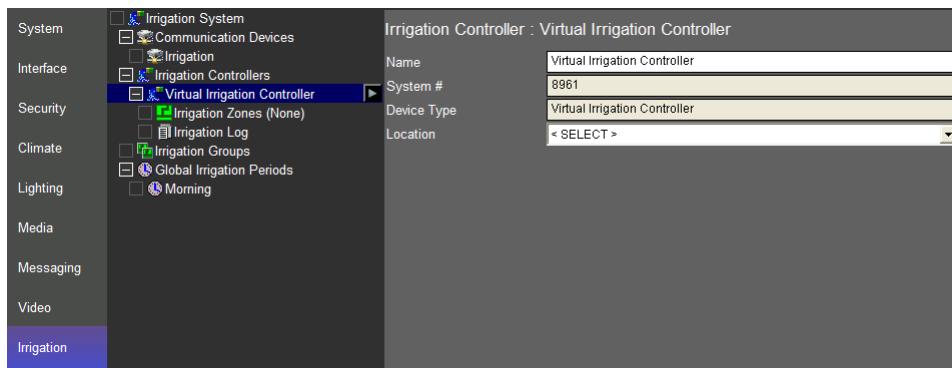 System
Interface
Security
Climate
Lighting
Media
Messaging
Video
Irrigation
Irrigation System
Communication Devices
Irrigation
Irrigation Controllers
Virtual Irrigation Controller
Irrigation Zones (None)
Irrigation Log
Irrigation Groups
Global Irrigation Periods
Morning
Irrigation Controller : Virtual Irrigation Controller
Name Virtual Irrigation Controller
System # 8961
Device Type Virtual Irrigation Controller
Location < SELECT >